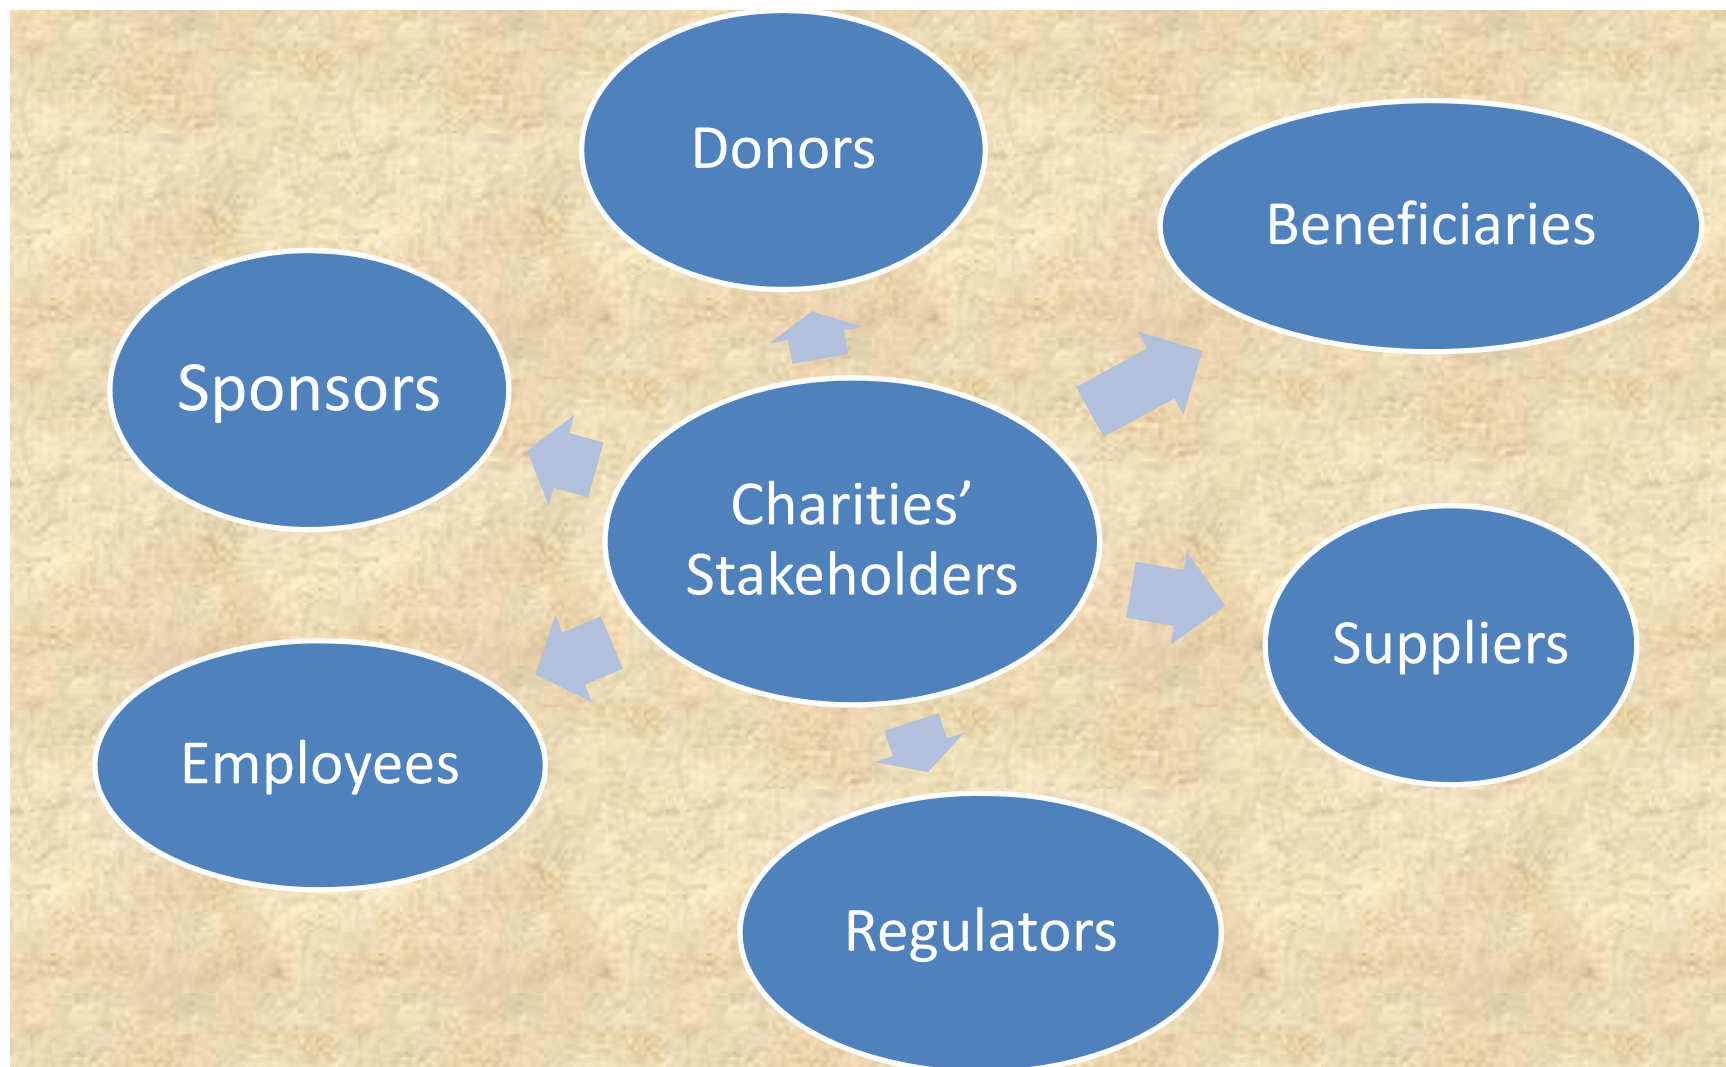 Donors
Beneficiaries
Sponsors
Charities’
Stakeholders
Suppliers
Employees
Regulators